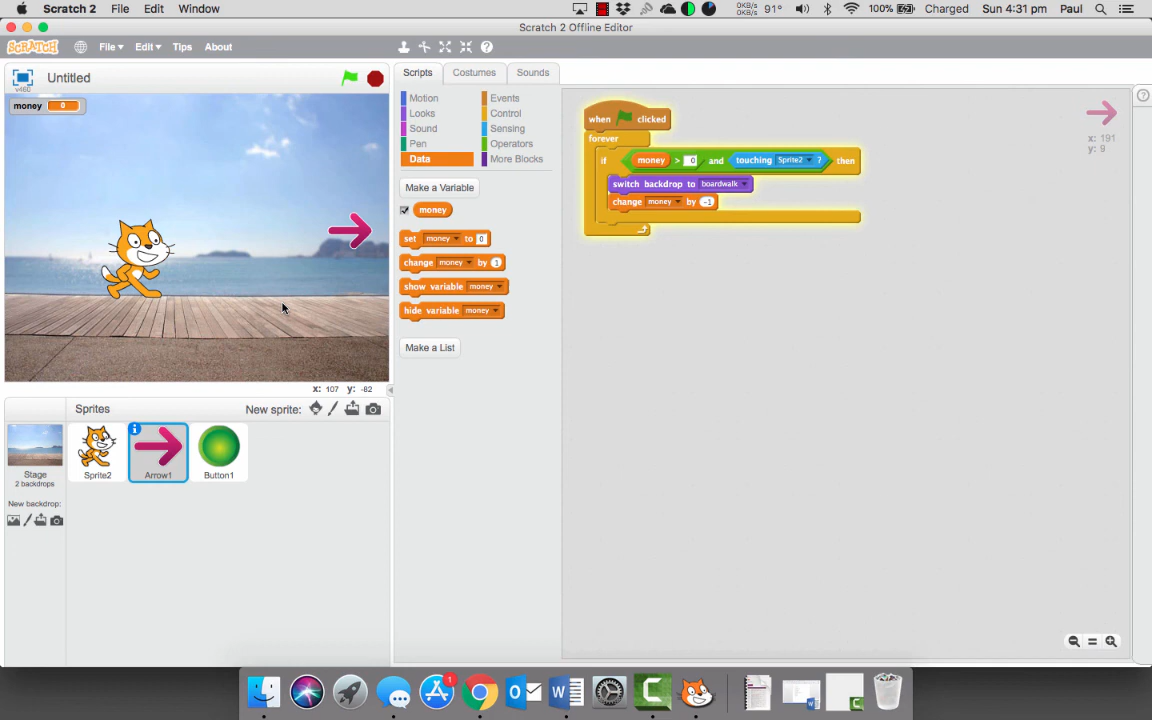 Scratch 2 File Edit Window 0KB/s 0KB/s 91° 100% Charged Sun 4:31 pm Paul
Scratch 2 Offline Editor
SCRATCH File Edit Tips About
v460 Untitled
money 0
Scripts Costumes Sounds
Motion Events
Looks Control
Sound Sensing
Pen Operators
Data More Blocks
Make a Variable
money
set money to 0
change money by 1
show variable money
hide variable money
Make a List
when clicked
forever
if money > 0 and touching Sprite2 ? then
switch backdrop to boardwalk
change money by -1
x: 191
y: 9
x: 107 y: -82
Sprites New sprite:
Stage
2 backdrops
New backdrop:
Sprite2 Arrow1 Button1
1